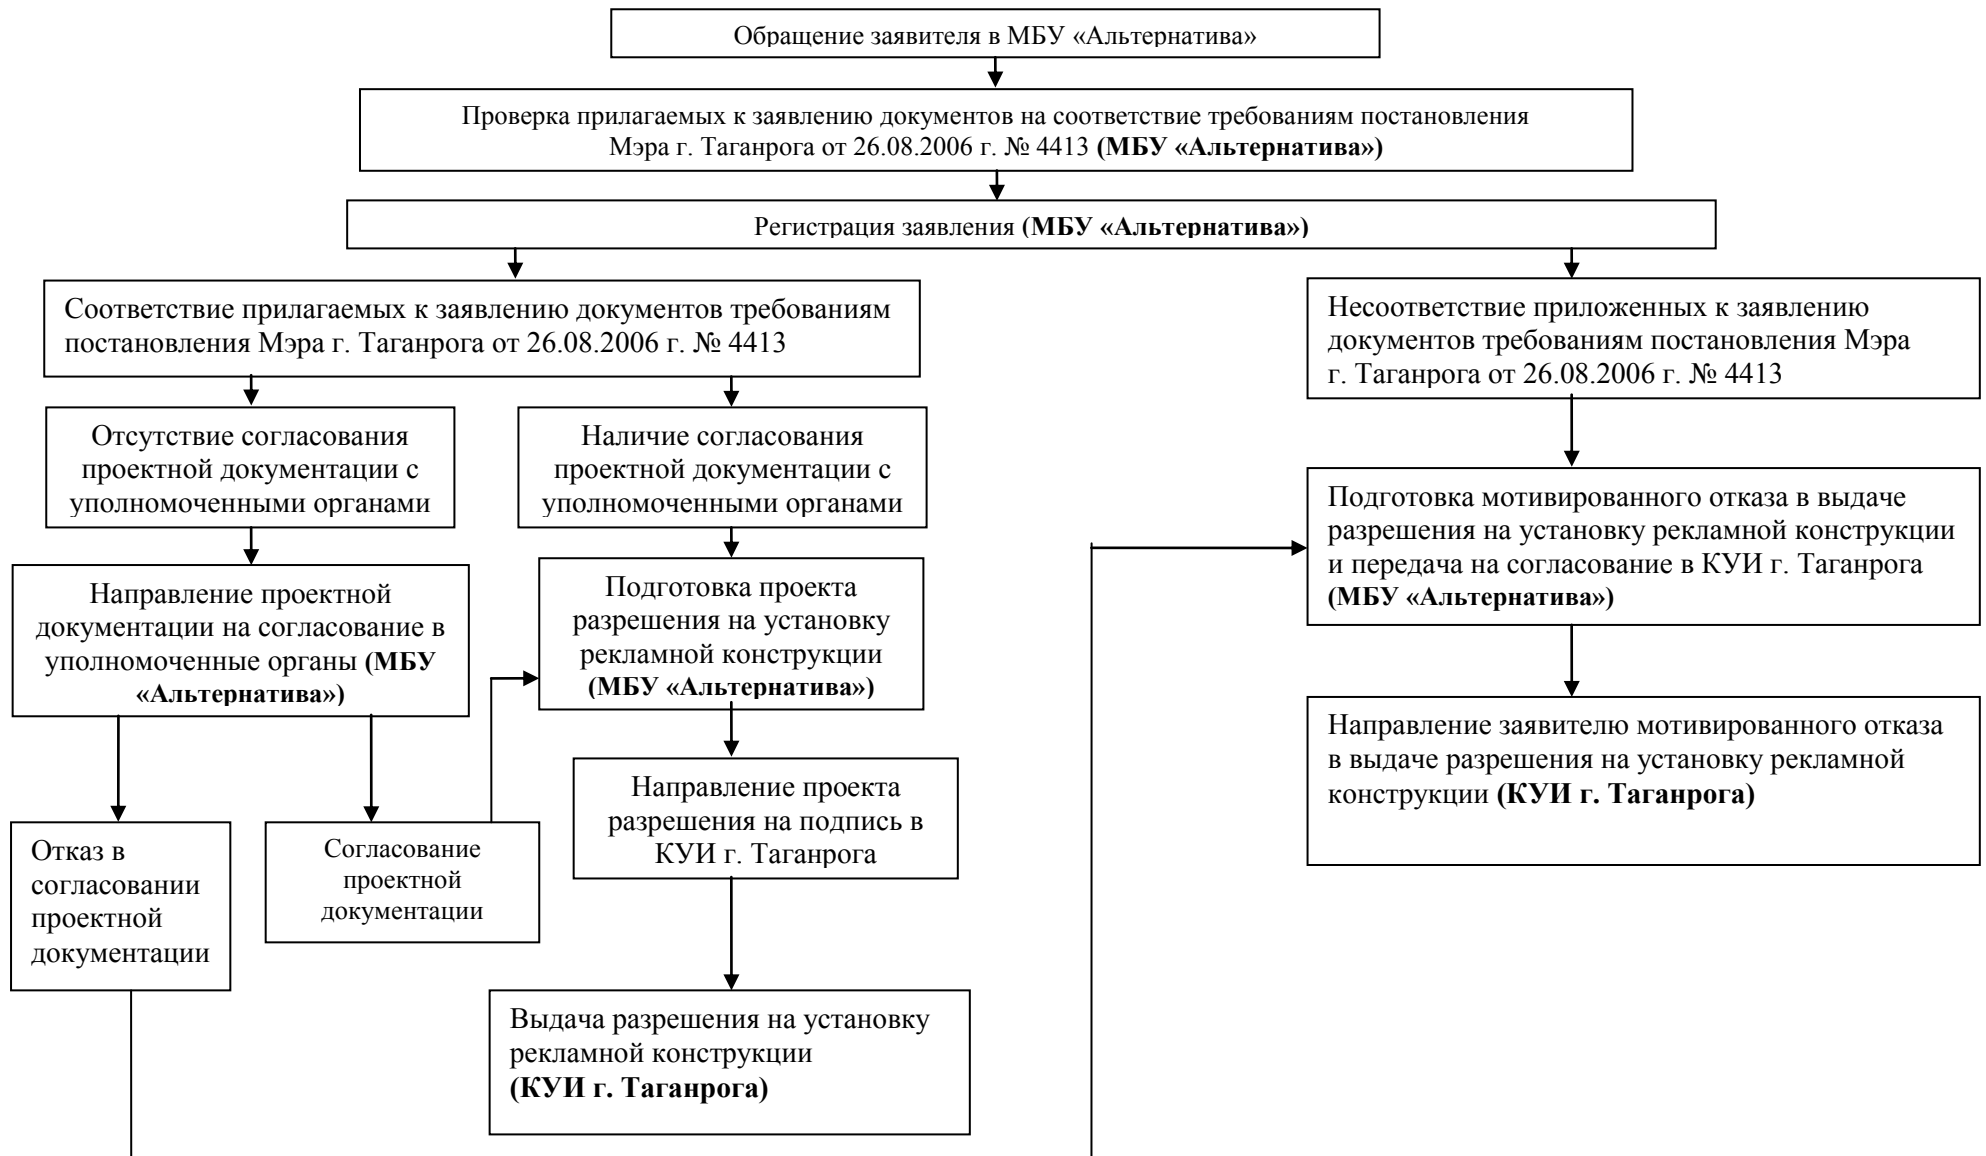 Обращение заявителя в МБУ «Альтернатива»
Проверка прилагаемых к заявлению документов на соответствие требованиям постановления
Мэра г. Таганрога от 26.08.2006 г. № 4413 (МБУ «Альтернатива»)
Регистрация заявления (МБУ «Альтернатива»)
Соответствие прилагаемых к заявлению документов требованиям
постановления Мэра г. Таганрога от 26.08.2006 г. № 4413
Несоответствие приложенных к заявлению
документов требованиям постановления Мэра
г. Таганрога от 26.08.2006 г. № 4413
Отсутствие согласования
проектной документации с
уполномоченными органами
Наличие согласования
проектной документации с
уполномоченными органами
Подготовка мотивированного отказа в выдаче
разрешения на установку рекламной конструкции
и передача на согласование в КУИ г. Таганрога
(МБУ «Альтернатива»)
Направление проектной
документации на согласование в
уполномоченные органы (МБУ
«Альтернатива»)
Подготовка проекта
разрешения на установку
рекламной конструкции
(МБУ «Альтернатива»)
Направление заявителю мотивированного отказа
в выдаче разрешения на установку рекламной
конструкции (КУИ г. Таганрога)
Направление проекта
разрешения на подпись в
КУИ г. Таганрога
Отказ в
согласовании
проектной
документации
Согласование
проектной
документации
Выдача разрешения на установку
рекламной конструкции
(КУИ г. Таганрога)